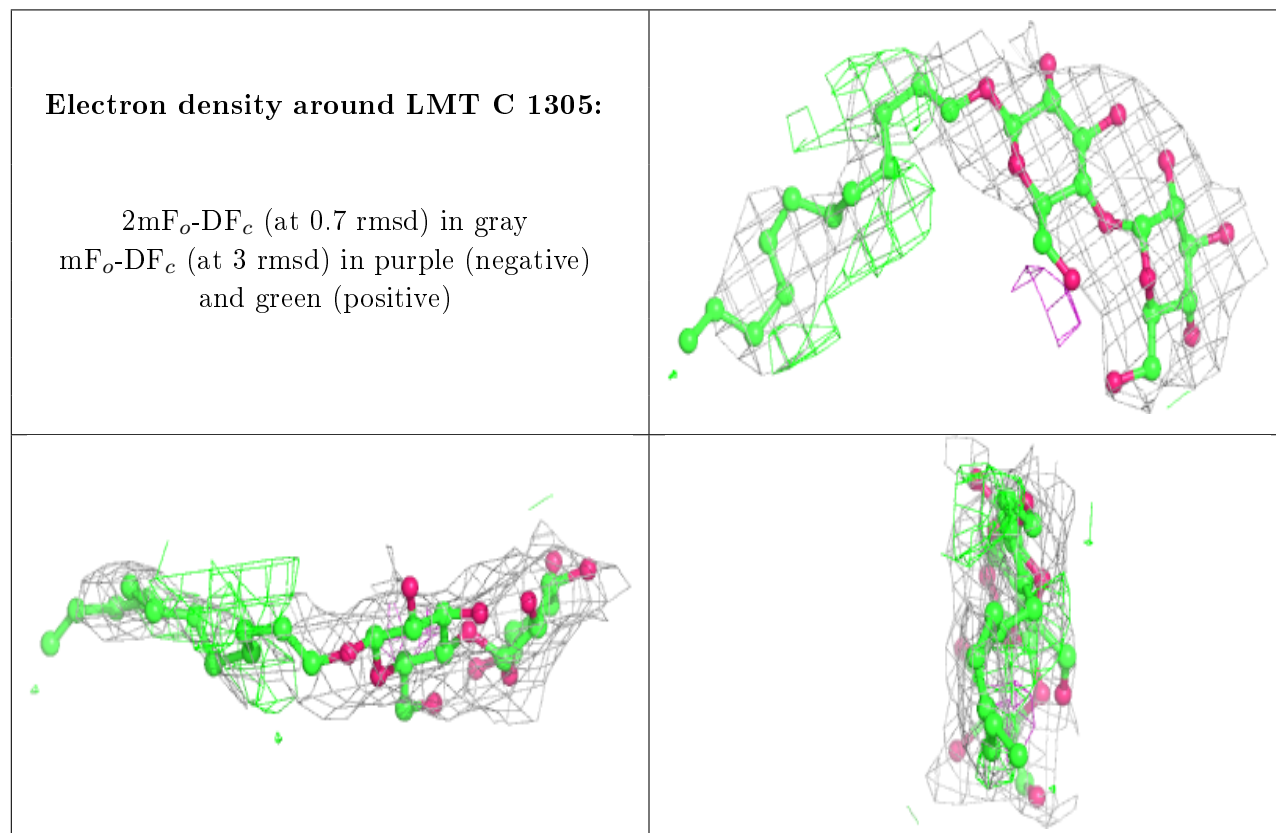 Electron density around LMT C 1305:
2mFₒ-DF𝒸 (at 0.7 rmsd) in gray
mFₒ-DF𝒸 (at 3 rmsd) in purple (negative)
and green (positive)